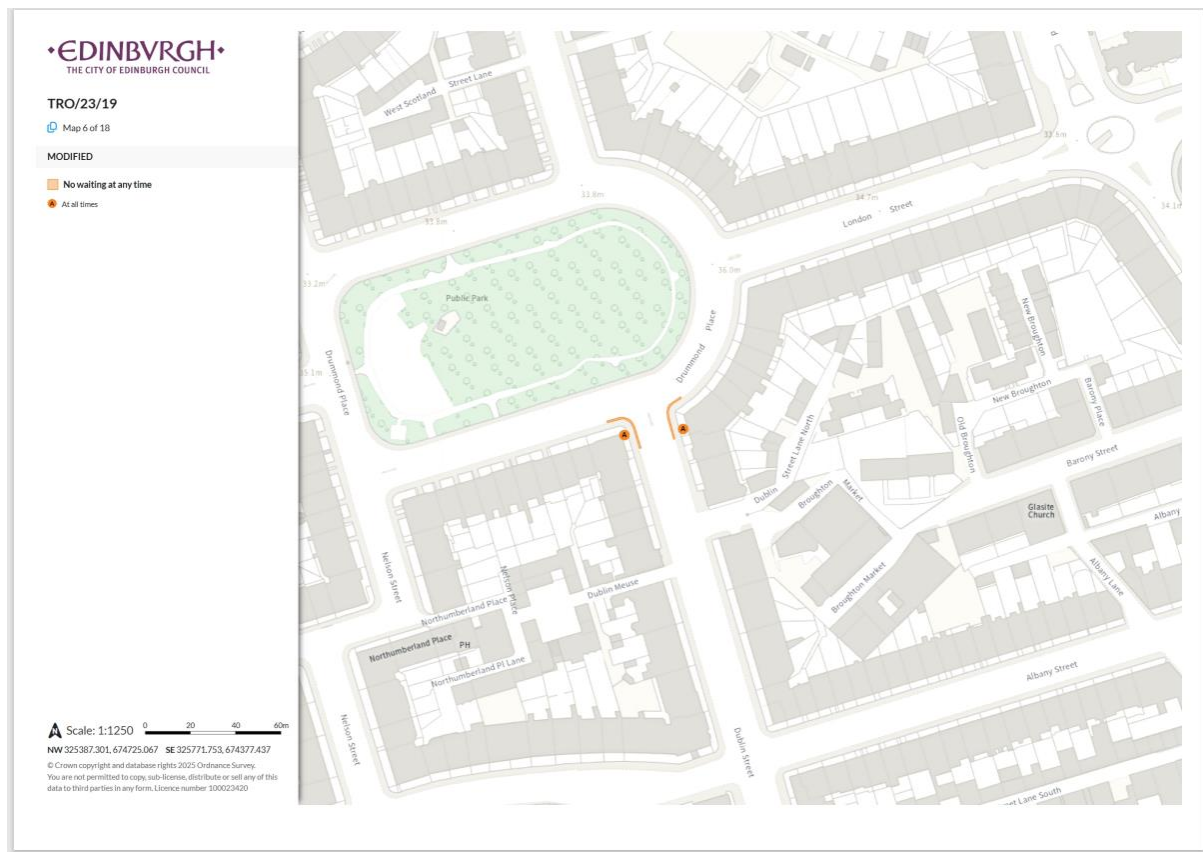 EDINBVRGH
THE CITY OF EDINBURGH COUNCIL
TRO/23/19
Map 6 of 18
MODIFIED
No waiting at any time
A At all times
West Scotland Street Lane
33.6m
33.8m
34.7m
London Street
34.1m
33.8m
36.9m
33.2m
Public Park
Drummond Place
Drummond Place
New Broughton
New Broughton
Barony Place
A
A
Old Broughton
Street Lane North
Dublin
Broughton
Market
Barony Street
Glasite
Church
Albany
Albany Lane
Nelson Street
Nelson Place
Dublin Meuse
Northumberland Place
Broughton Market
Northumberland Place
PH
Northumberland Pl Lane
Albany Street
Nelson Street
Dublin Street
et Lane South
N Scale: 1:1250 0 20 40 60m
NW 325387.301, 674725.067 SE 325771.753, 674377.437
© Crown copyright and database rights 2025 Ordnance Survey.
You are not permitted to copy, sub-license, distribute or sell any of this
data to third parties in any form. Licence number 100023420